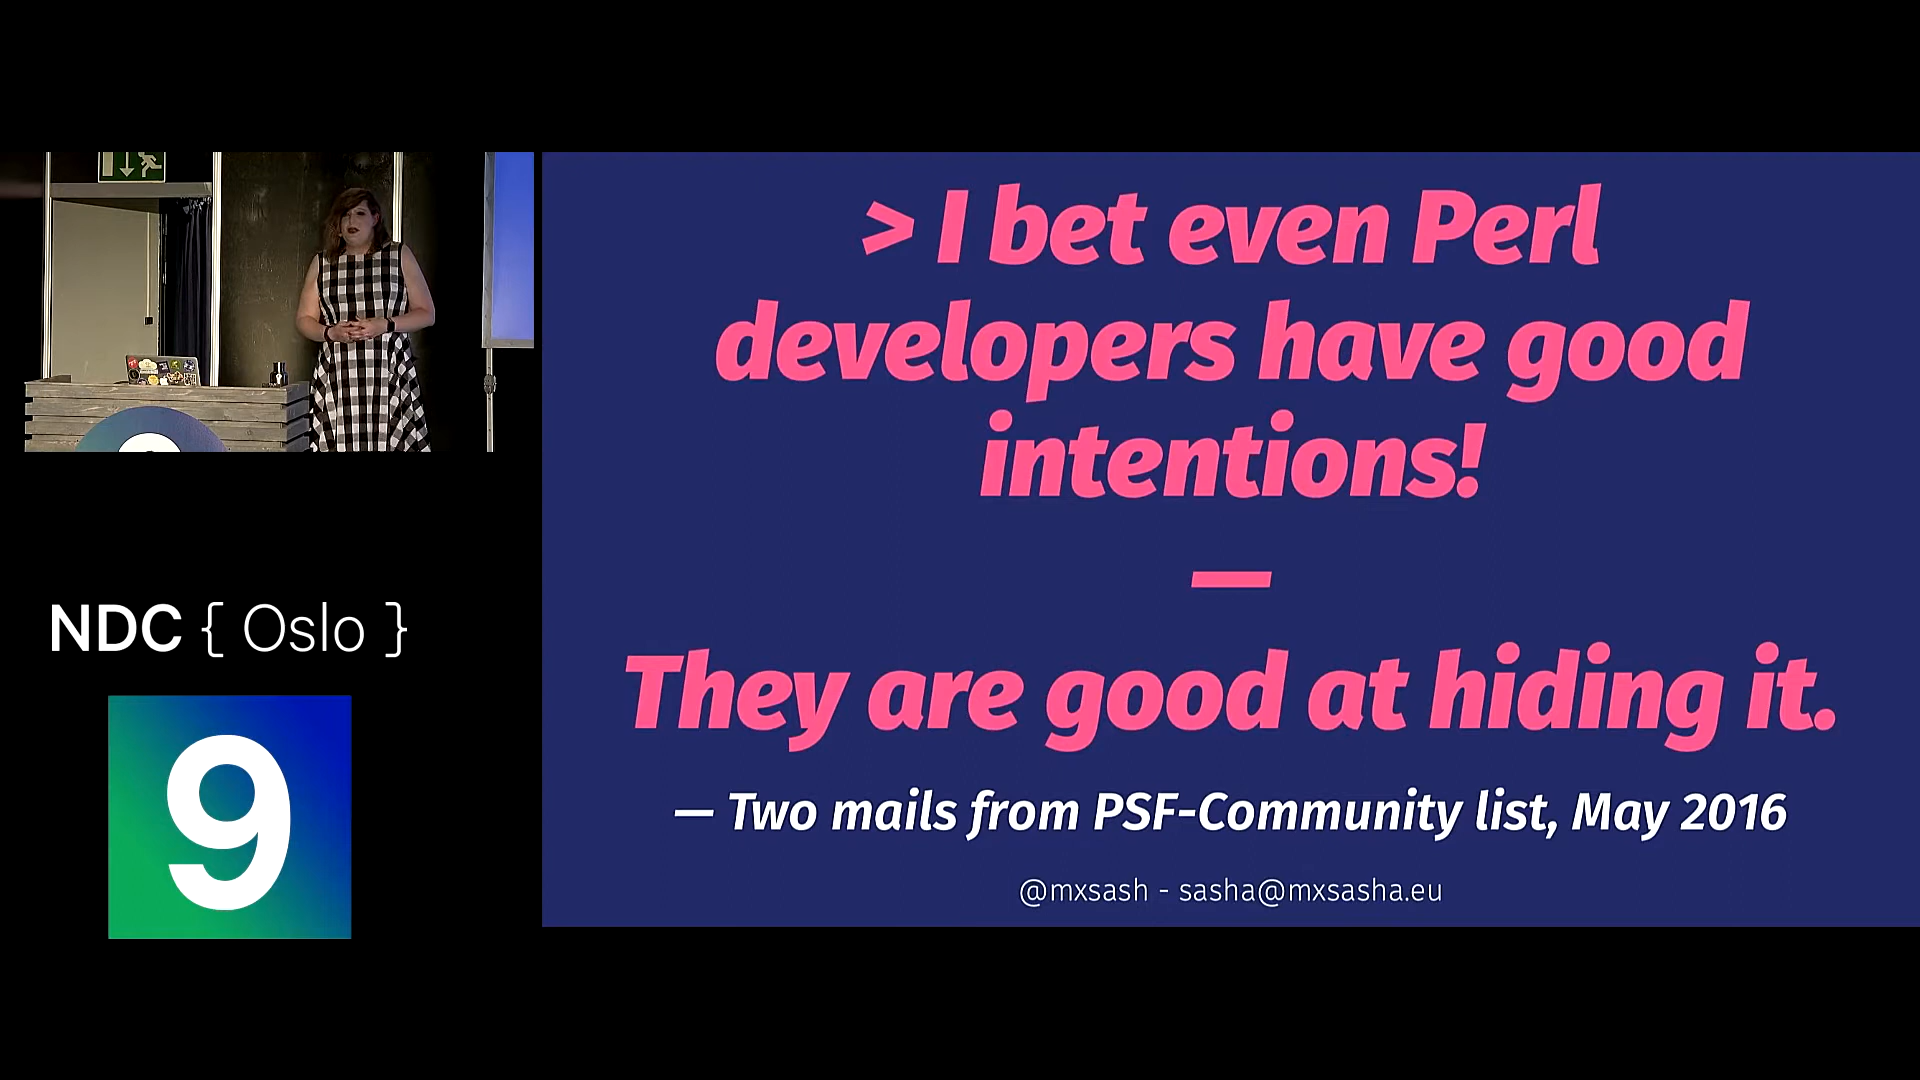 > I bet even Perl
developers have good
intentions!
—
They are good at hiding it.
— Two mails from PSF-Community list, May 2016
@mxsash - sasha@mxsasha.eu
NDC { Oslo }
9